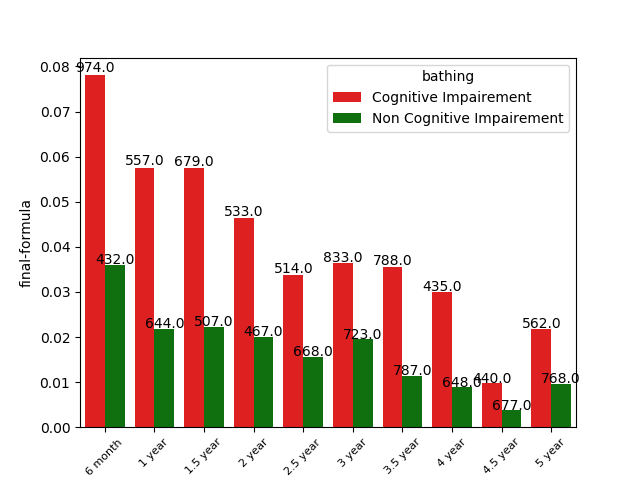 bathing
Cognitive Impairement
Non Cognitive Impairement
final-formula
0.08
0.07
0.06
0.05
0.04
0.03
0.02
0.01
0.00
974.0
557.0
679.0
533.0
514.0
833.0
788.0
435.0
440.0
562.0
432.0
644.0
507.0
467.0
668.0
723.0
787.0
648.0
677.0
768.0
6 month
1 year
1.5 year
2 year
2.5 year
3 year
3.5 year
4 year
4.5 year
5 year